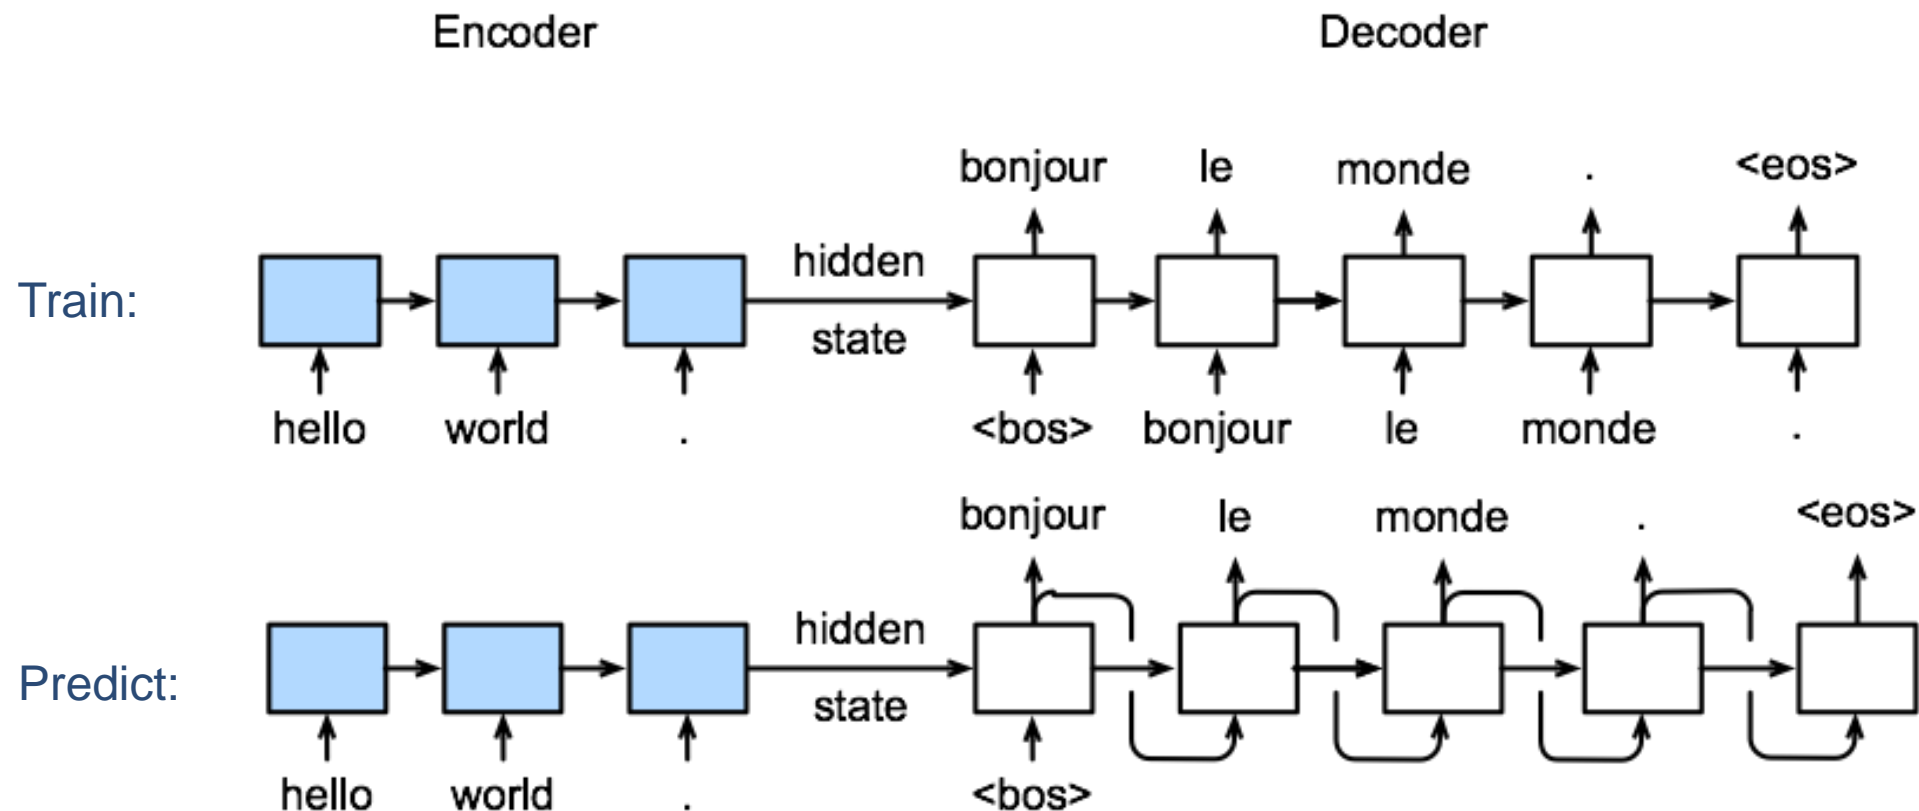 Encoder Decoder
bonjour le monde . <eos>
Train:
hidden
state
hello world . <bos> bonjour le monde .
bonjour le monde . <eos>
Predict:
hidden
state
hello world . <bos>